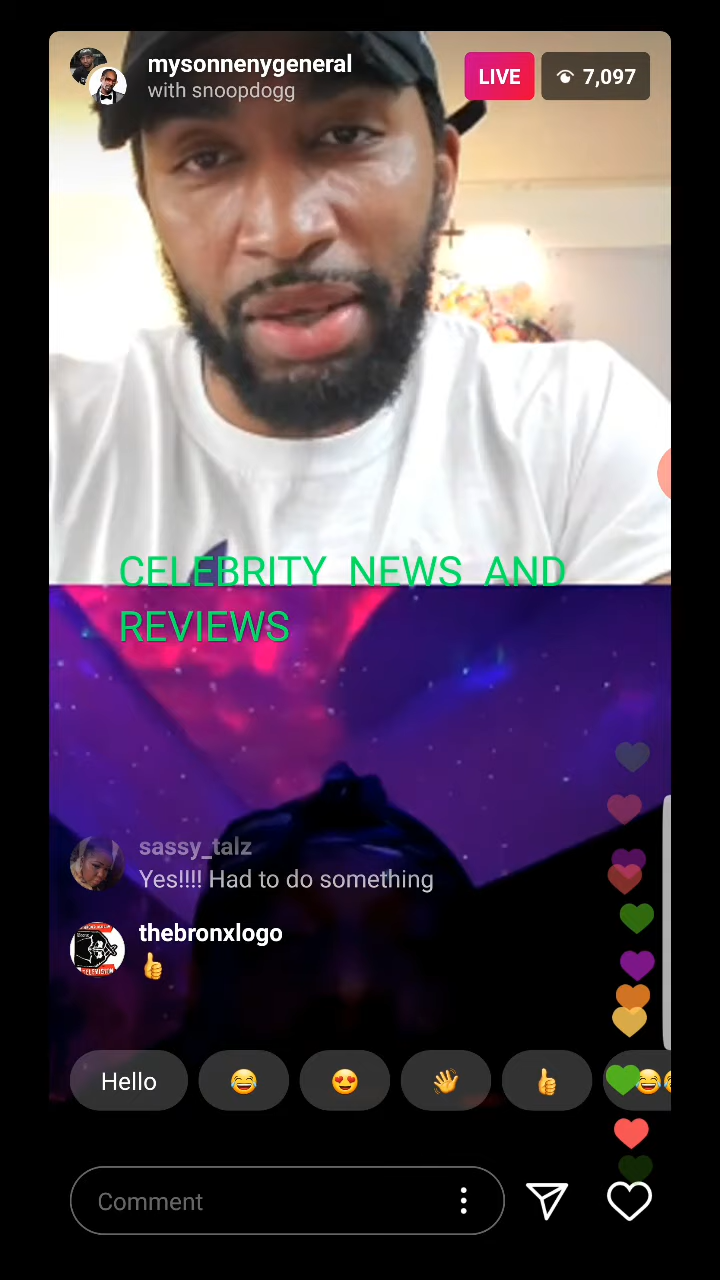 mysonnenygeneral
with snoopdogg
LIVE
7,097
CELEBRITY NEWS AND
REVIEWS
sassy_talz
Yes!!!! Had to do something
thebronxlogo
👍
Hello
Comment